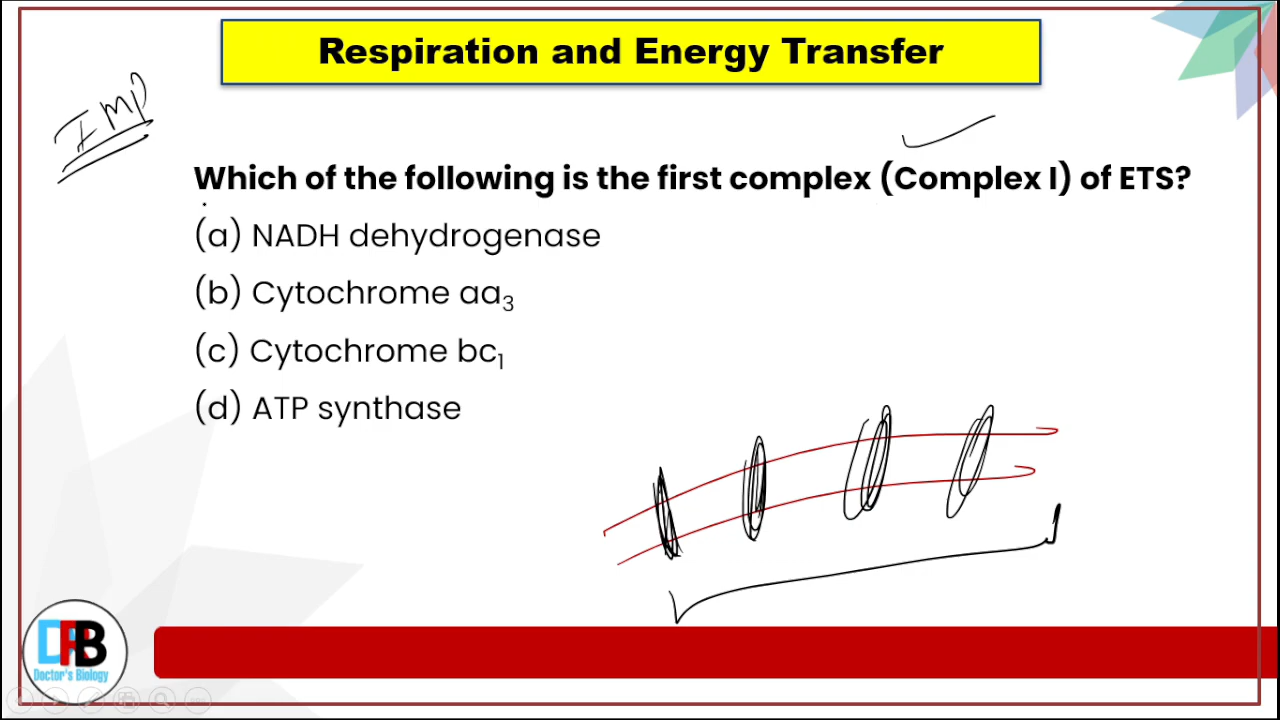 Respiration and Energy Transfer
IMP
Which of the following is the first complex (Complex I) of ETS?
(a) NADH dehydrogenase
(b) Cytochrome aa₃
(c) Cytochrome bc₁
(d) ATP synthase
DRB
Doctor's Biology